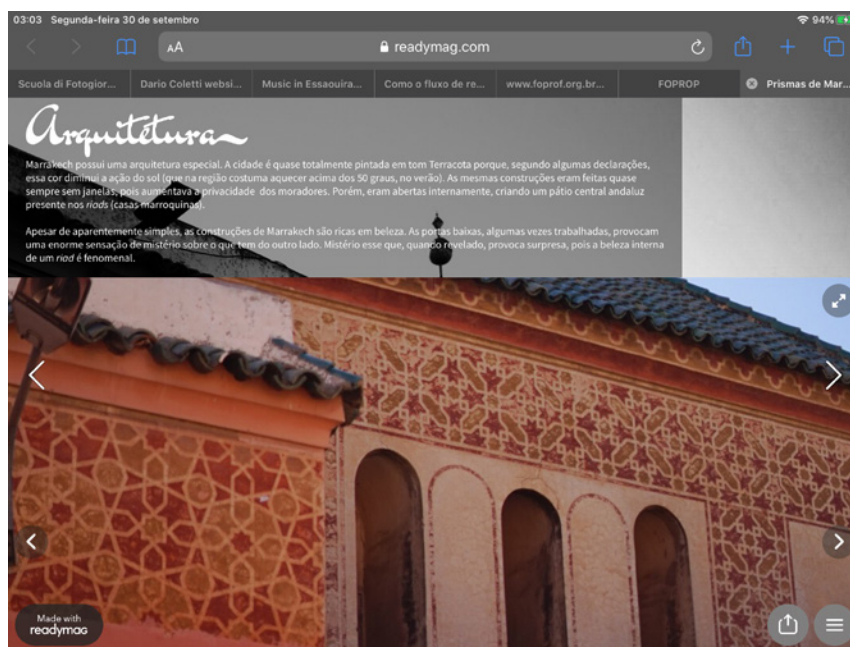 03:03 Segunda-feira 30 de setembro 94%
AA readymag.com
Scuola di Fotogior... Dario Coletti websi... Music in Essaouira... Como o fluxo de re... www.foprof.org.br... FOPROP Prismas de Mar...
Arquitetura
Marrakech possui uma arquitetura especial. A cidade é quase totalmente pintada em tom Terracota porque, segundo algumas declarações,
essa cor diminui a ação do sol (que na região costuma aquecer acima dos 50 graus, no verão). As mesmas construções eram feitas quase
sempre sem janelas, pois aumentava a privacidade dos moradores. Porém, eram abertas internamente, criando um pátio central andaluz
presente nos riads (casas marroquinas).
Apesar de aparentemente simples, as construções de Marrakech são ricas em beleza. As portas baixas, algumas vezes trabalhadas, provocam
uma enorme sensação de mistério sobre o que tem do outro lado. Mistério esse que, quando revelado, provoca surpresa, pois a beleza interna
de um riad é fenomenal.
Made with
readymag